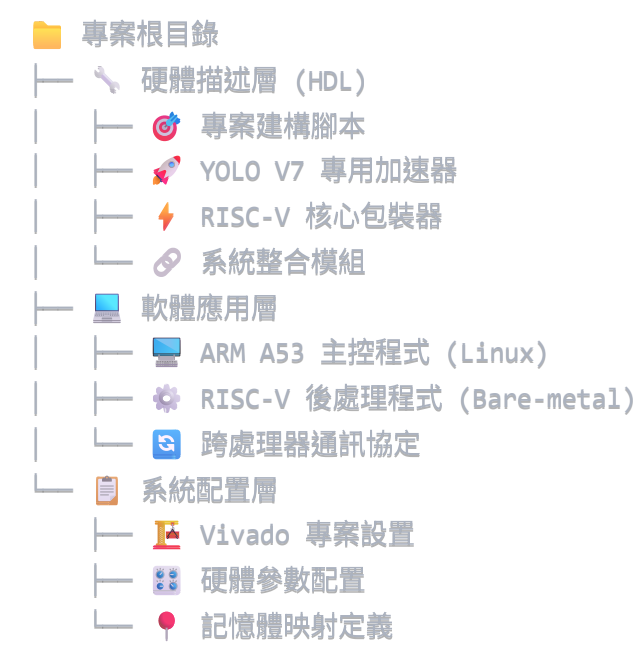 專案根目錄
硬體描述層 (HDL)
專案建構腳本
YOLO V7 專用加速器
RISC-V 核心包裝器
系統整合模組
軟體應用層
ARM A53 主控程式 (Linux)
RISC-V 後處理程式 (Bare-metal)
跨處理器通訊協定
系統配置層
Vivado 專案設置
硬體參數配置
記憶體映射定義